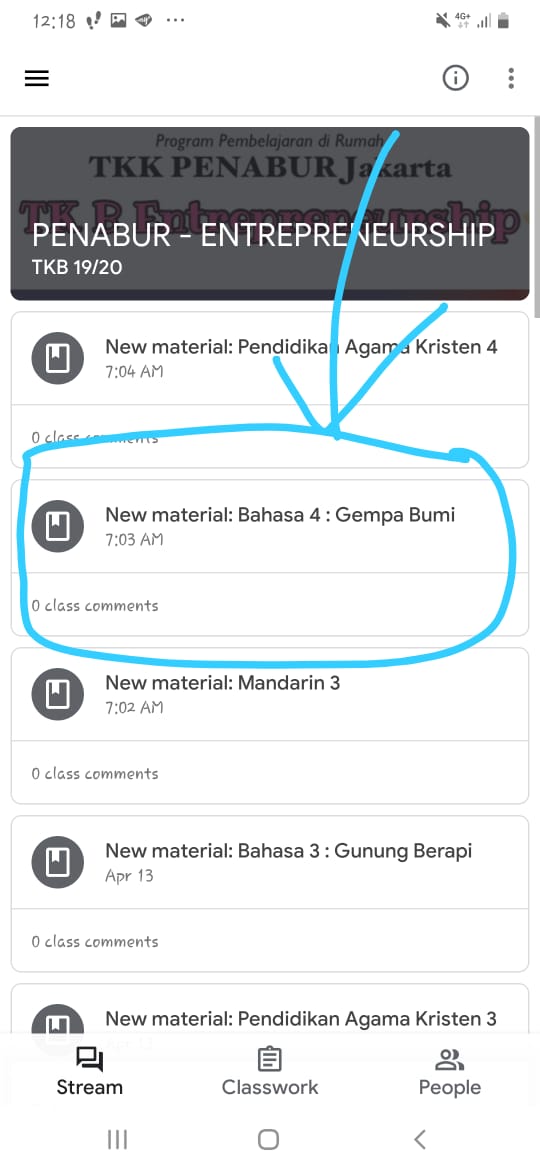 12:18
4G+
Program Pembelajaran di Rumah
TKK PENABUR Jakarta
TK B Entrepreneurship
PENABUR - ENTREPRENEURSHIP
TKB 19/20
New material: Pendidikan Agama Kristen 4
7:04 AM
0 class comments
New material: Bahasa 4 : Gempa Bumi
7:03 AM
0 class comments
New material: Mandarin 3
7:02 AM
0 class comments
New material: Bahasa 3 : Gunung Berapi
Apr 13
0 class comments
New material: Pendidikan Agama Kristen 3
Apr 13
Stream
Classwork
People